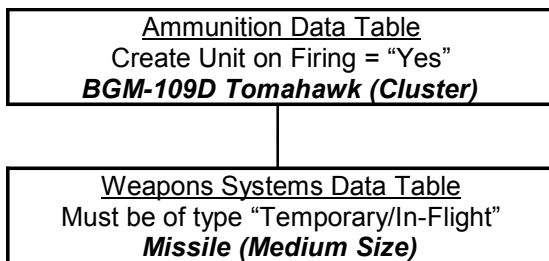 Ammunition Data Table
Create Unit on Firing = “Yes”
BGM-109D Tomahawk (Cluster)
Weapons Systems Data Table
Must be of type “Temporary/In-Flight”
Missile (Medium Size)